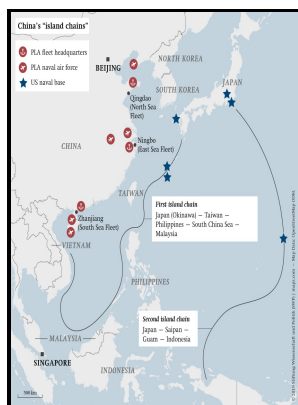 China's "island chains"
PLA fleet headquarters
PLA naval air force
US naval base
BEIJING
NORTH KOREA
JAPAN
SOUTH KOREA
Qingdao
(North Sea
Fleet)
CHINA
Ningbo
(East Sea Fleet)
TAIWAN
First island chain
Japan (Okinawa) – Taiwan –
Philippines – South China Sea –
Malaysia
Zhanjiang
(South Sea Fleet)
VIETNAM
PHILIPPINES
Second island chain
Japan – Saipan –
Guam – Indonesia
MALAYSIA
SINGAPORE
INDONESIA
500 km